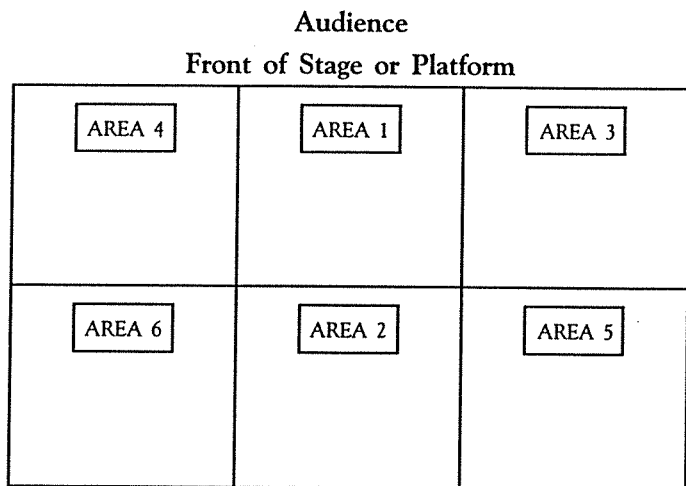 Audience
Front of Stage or Platform
AREA 4 AREA 1 AREA 3
AREA 6 AREA 2 AREA 5